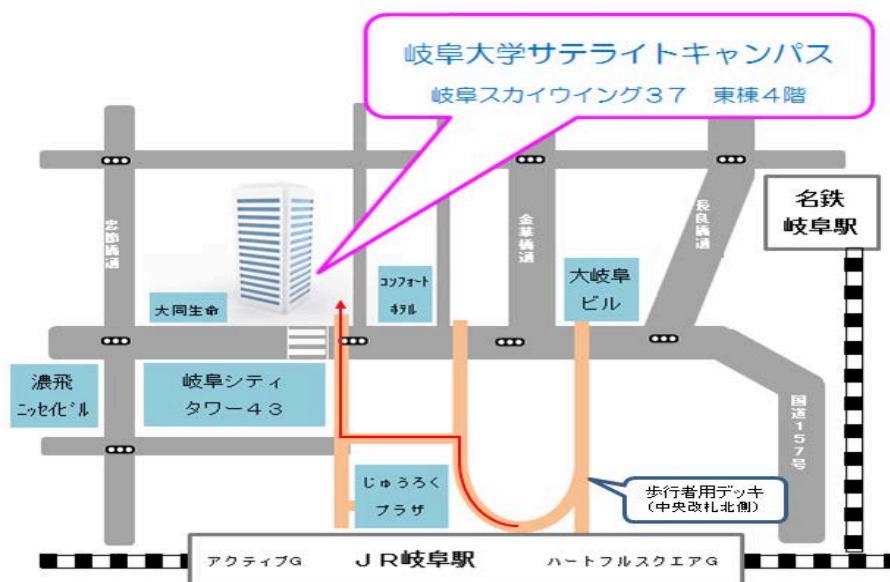 岐阜大学サテライトキャンパス
岐阜スカイウイング37 東棟4階
名鉄
岐阜駅
忠節橋通
金華橋通
長良橋通
コンフォート
ホテル
大岐阜
ビル
大同生命
濃飛
ニッセイビル
岐阜シティ
タワー43
国道157号
じゅうろく
プラザ
歩行者用デッキ
(中央改札北側)
アクティブG
JR岐阜駅
ハートフルスクエアG